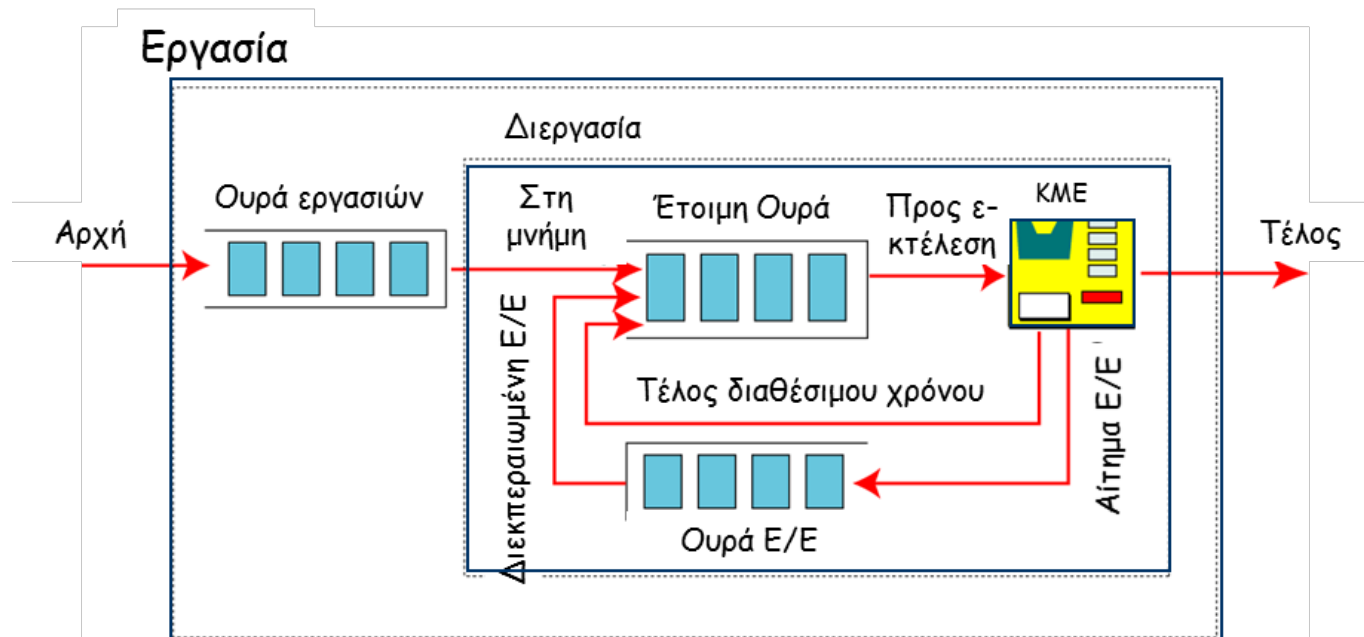 Εργασία
Διεργασία
Ουρά εργασιών
Στη
μνήμη
Έτοιμη Ουρά
Προς ε-
κτέλεση
ΚΜΕ
Αρχή
Τέλος
Διεκπεραιωμένη Ε/Ε
Τέλος διαθέσιμου χρόνου
Αίτημα Ε/Ε
Ουρά Ε/Ε